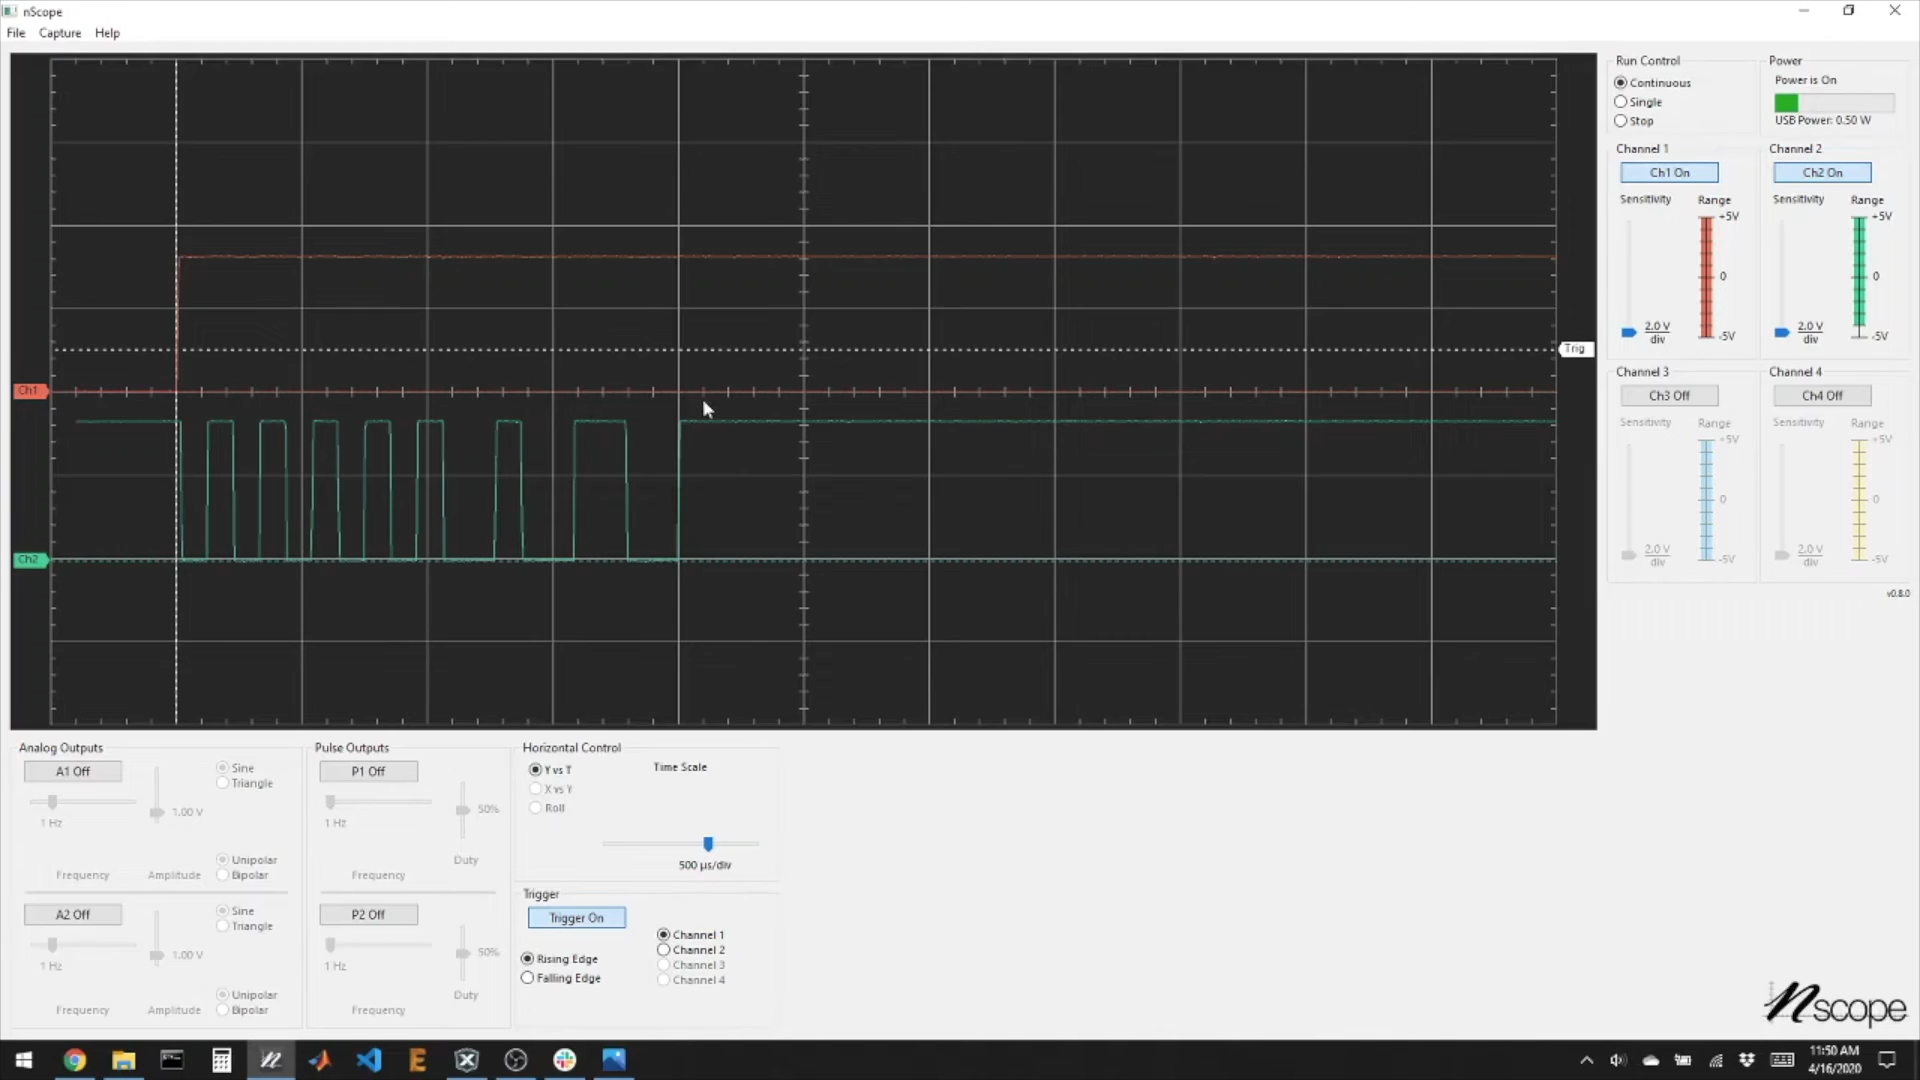 nScope
File Capture Help
Ch1
Ch2
Trig
Run Control
Continuous
Single
Stop
Power
Power is On
USB Power: 0.50 W
Channel 1
Ch1 On
Sensitivity Range
+5V
0
-5V
2.0 V
div
Channel 2
Ch2 On
Sensitivity Range
+5V
0
-5V
2.0 V
div
Channel 3
Ch3 Off
Sensitivity Range
+5V
0
-5V
2.0 V
div
Channel 4
Ch4 Off
Sensitivity Range
+5V
0
-5V
2.0 V
div
v0.8.0
Analog Outputs
A1 Off
Sine
Triangle
1.00 V
1 Hz
Unipolar
Bipolar
Frequency Amplitude
A2 Off
Sine
Triangle
1.00 V
1 Hz
Unipolar
Bipolar
Frequency Amplitude
Pulse Outputs
P1 Off
50%
1 Hz
Duty
Frequency
P2 Off
50%
1 Hz
Duty
Frequency
Horizontal Control
Y vs T
X vs Y
Roll
Time Scale
500 µs/div
Trigger
Trigger On
Rising Edge
Falling Edge
Channel 1
Channel 2
Channel 3
Channel 4
nscope
11:50 AM
4/16/2020